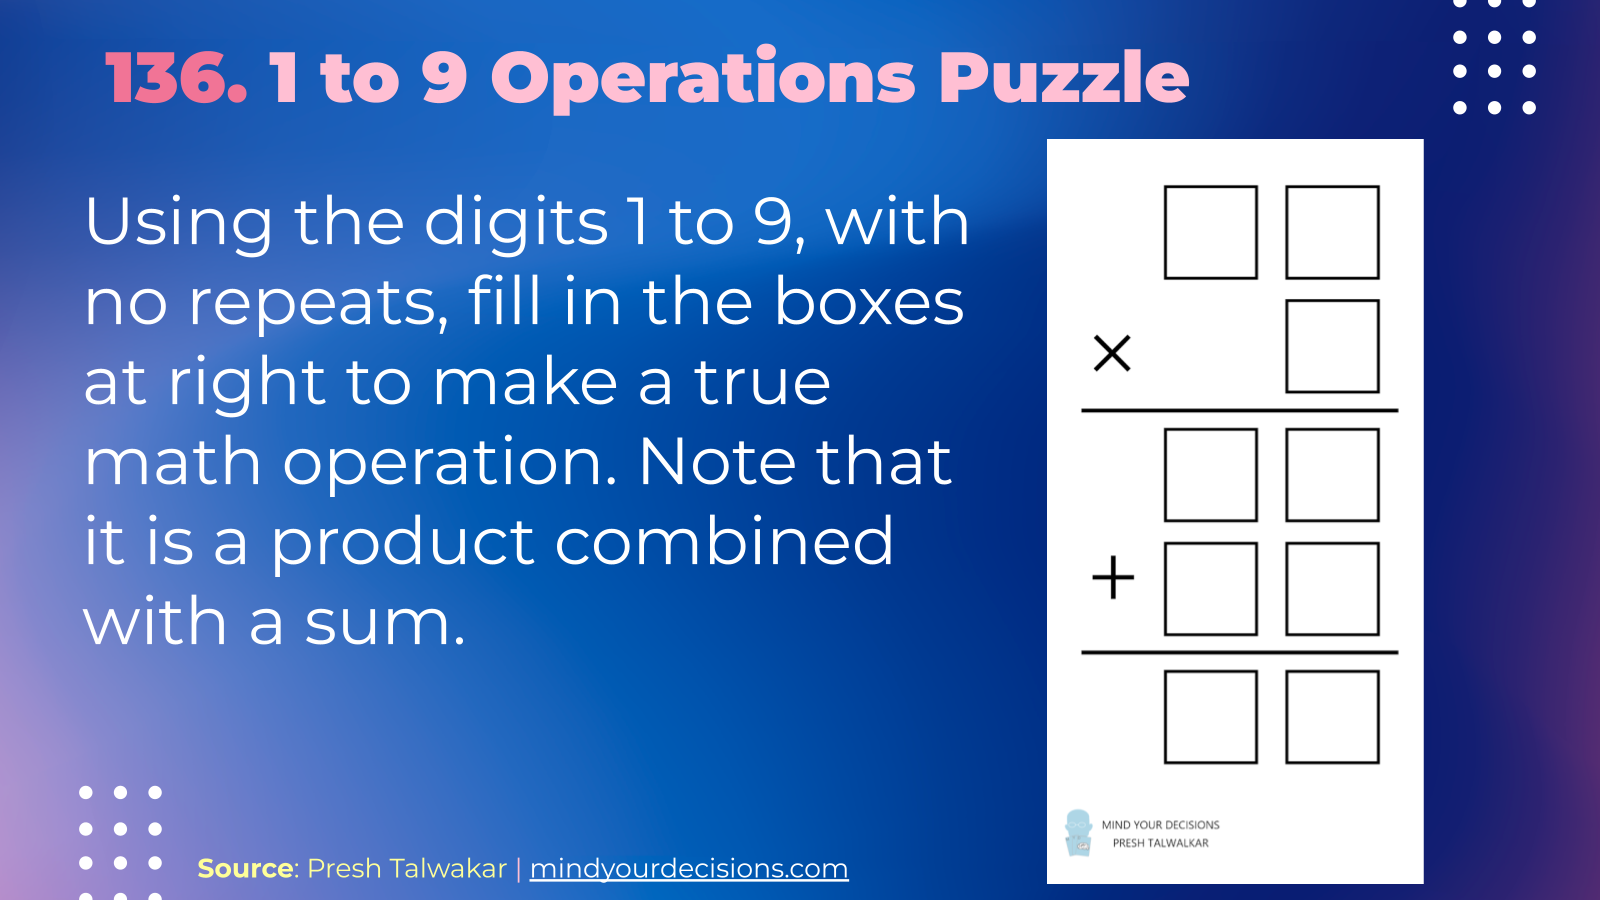 136. 1 to 9 Operations Puzzle
Using the digits 1 to 9, with
no repeats, fill in the boxes
at right to make a true
math operation. Note that
it is a product combined
with a sum.
×
+
MIND YOUR DECISIONS
PRESH TALWALKAR
Source: Presh Talwakar | mindyourdecisions.com